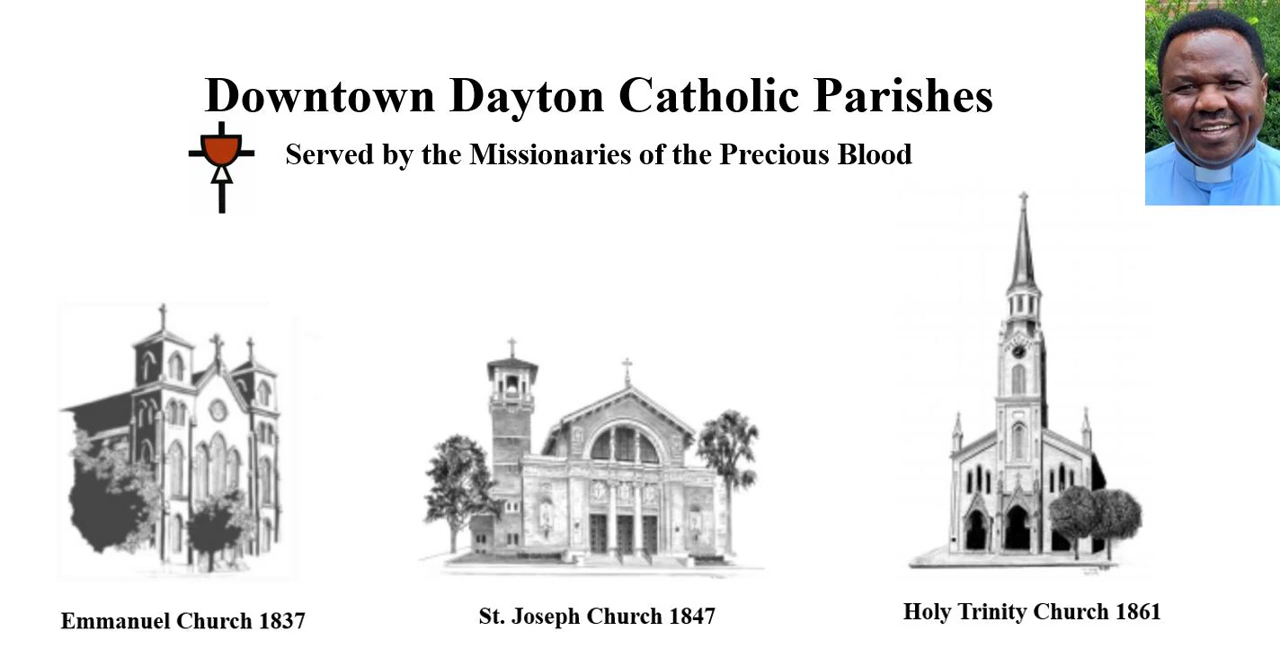 Downtown Dayton Catholic Parishes
Served by the Missionaries of the Precious Blood
Emmanuel Church 1837
St. Joseph Church 1847
Holy Trinity Church 1861